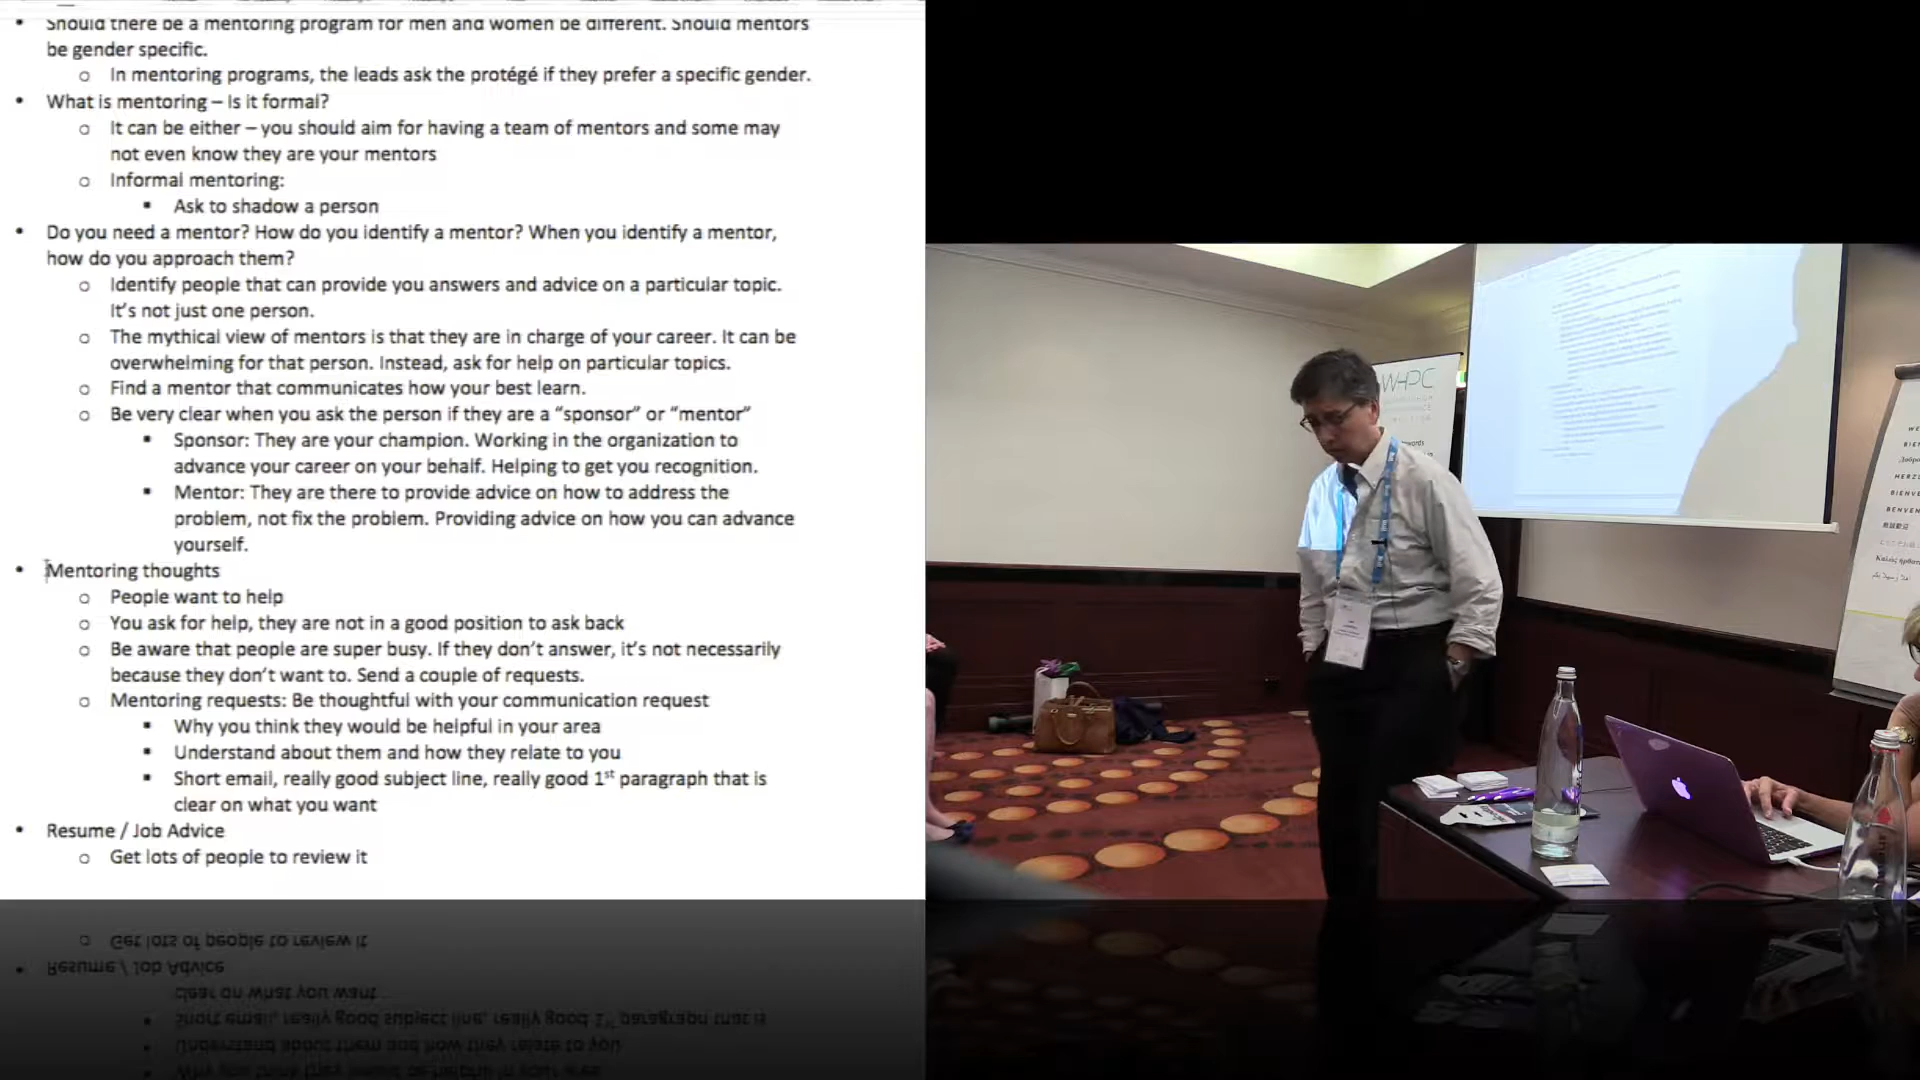 Should there be a mentoring program for men and women be different. Should mentors
be gender specific.
In mentoring programs, the leads ask the protégé if they prefer a specific gender.
What is mentoring – Is it formal?
It can be either – you should aim for having a team of mentors and some may
not even know they are your mentors
Informal mentoring:
Ask to shadow a person
Do you need a mentor? How do you identify a mentor? When you identify a mentor,
how do you approach them?
Identify people that can provide you answers and advice on a particular topic.
It's not just one person.
The mythical view of mentors is that they are in charge of your career. It can be
overwhelming for that person. Instead, ask for help on particular topics.
Find a mentor that communicates how your best learn.
Be very clear when you ask the person if they are a “sponsor” or “mentor”
Sponsor: They are your champion. Working in the organization to
advance your career on your behalf. Helping to get you recognition.
Mentor: They are there to provide advice on how to address the
problem, not fix the problem. Providing advice on how you can advance
yourself.
Mentoring thoughts
People want to help
You ask for help, they are not in a good position to ask back
Be aware that people are super busy. If they don't answer, it's not necessarily
because they don't want to. Send a couple of requests.
Mentoring requests: Be thoughtful with your communication request
Why you think they would be helpful in your area
Understand about them and how they relate to you
Short email, really good subject line, really good 1st paragraph that is
clear on what you want
Resume / Job Advice
Get lots of people to review it
WHPC